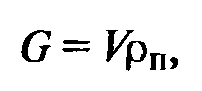 G = Vρп,